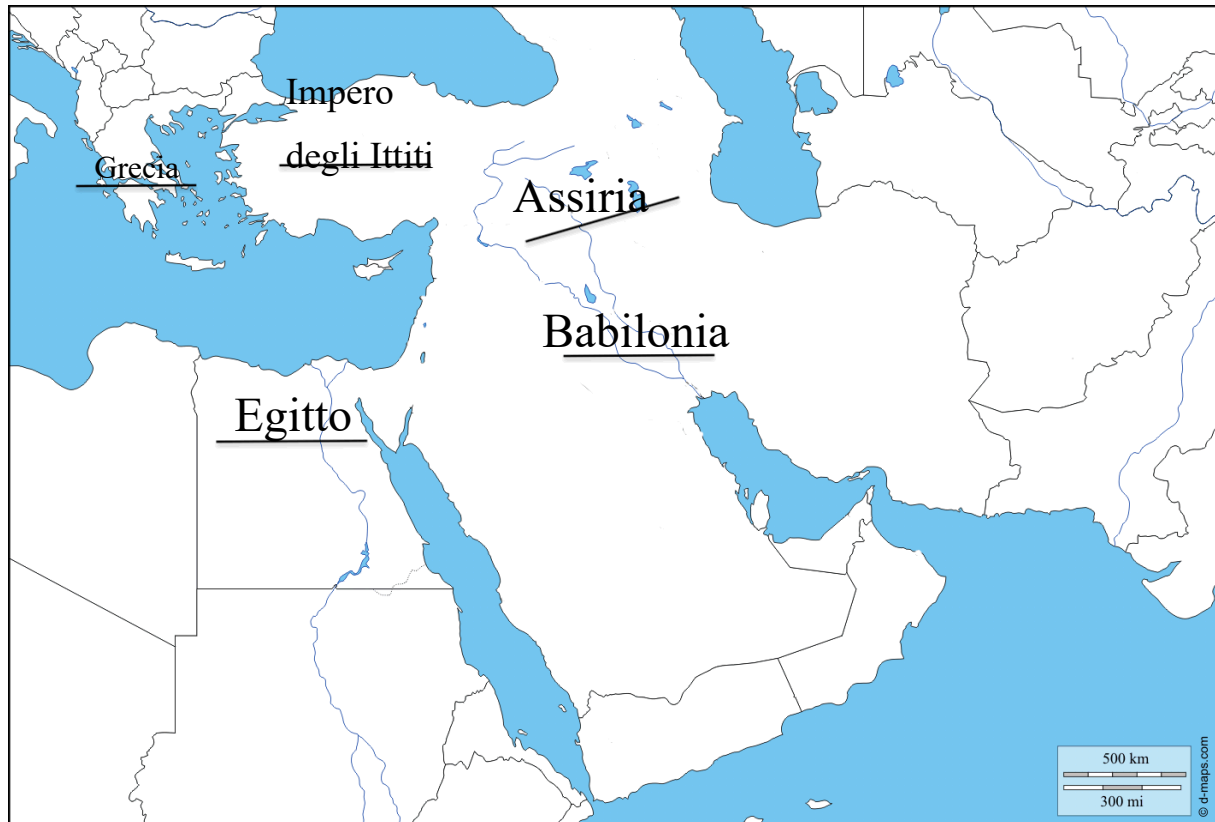 Impero
degli Ittiti
Grecia
Assiria
Babilonia
Egitto
500 km
300 mi
© d-maps.com